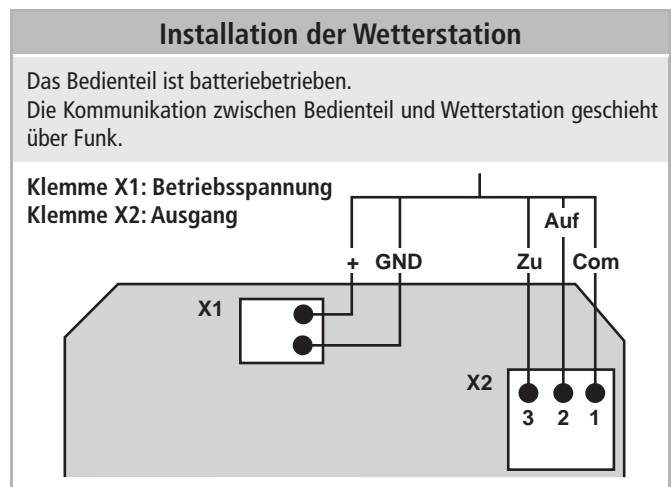 Installation der Wetterstation
Das Bedienteil ist batteriebetrieben.
Die Kommunikation zwischen Bedienteil und Wetterstation geschieht
über Funk.
Klemme X1: Betriebsspannung
Klemme X2: Ausgang
Auf
+ GND Zu Com
X1
X2
3 2 1